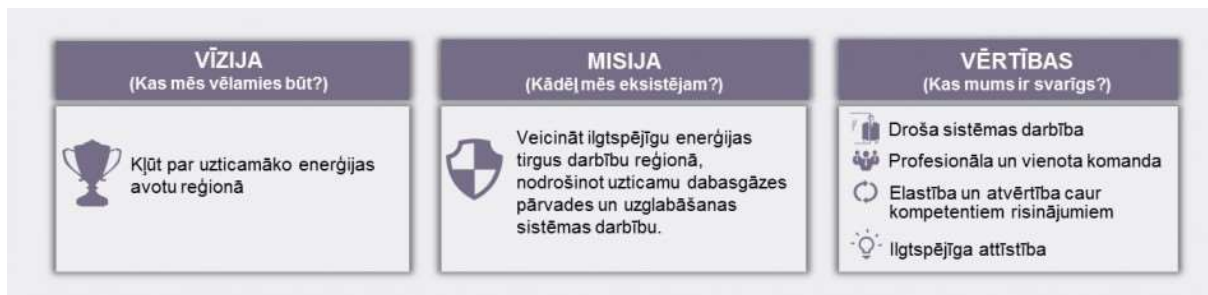 VĪZIJA
(Kas mēs vēlamies būt?)
Kļūt par uzticamāko enerģijas
avotu reģionā
MISIJA
(Kādēļ mēs eksistējam?)
Veicināt ilgtspējīgu enerģijas
tirgus darbību reģionā,
nodrošinot uzticamu dabasgāzes
pārvades un uzglabāšanas
sistēmas darbību.
VĒRTĪBAS
(Kas mums ir svarīgs?)
Droša sistēmas darbība
Profesionāla un vienota komanda
Elastība un atvērtība caur
kompetentiem risinājumiem
Ilgtspējīga attīstība